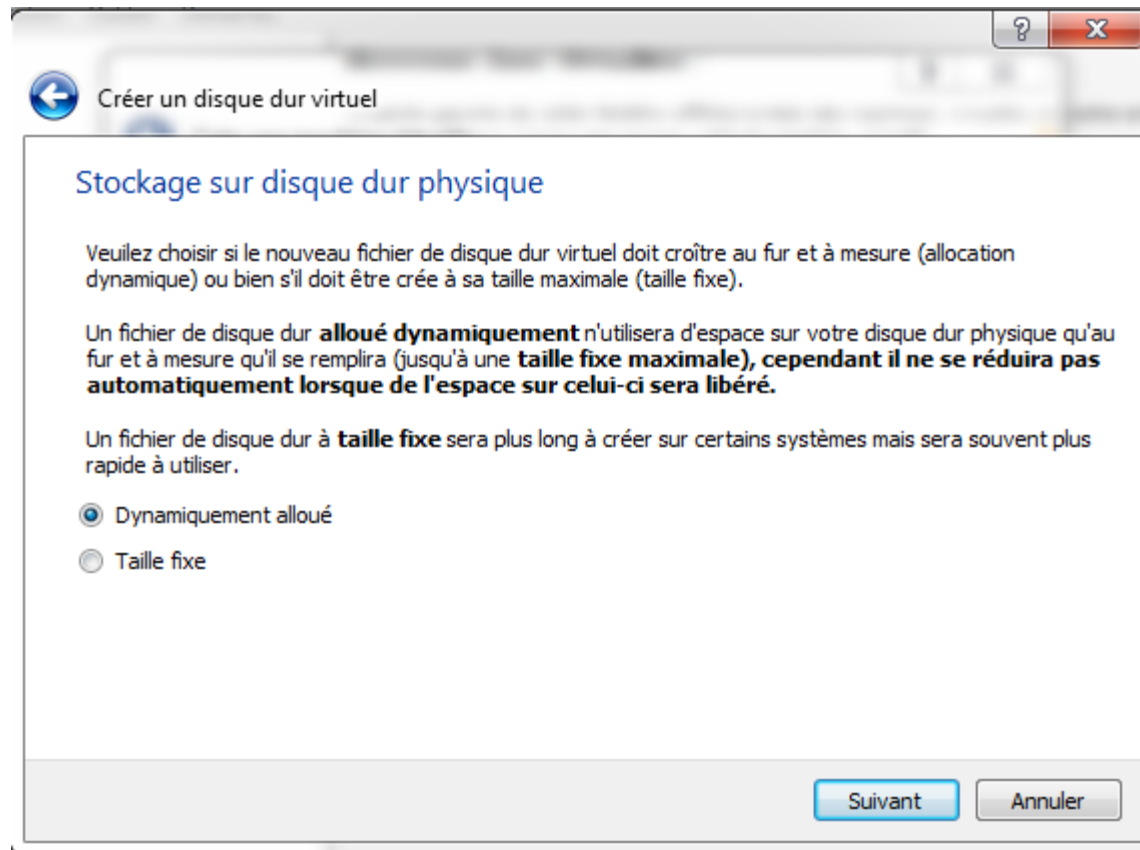 Créer un disque dur virtuel
Stockage sur disque dur physique
Veuilez choisir si le nouveau fichier de disque dur virtuel doit croître au fur et à mesure (allocation
dynamique) ou bien s'il doit être crée à sa taille maximale (taille fixe).
Un fichier de disque dur alloué dynamiquement n'utilisera d'espace sur votre disque dur physique qu'au
fur et à mesure qu'il se remplira (jusqu'à une taille fixe maximale), cependant il ne se réduira pas
automatiquement lorsque de l'espace sur celui-ci sera libéré.
Un fichier de disque dur à taille fixe sera plus long à créer sur certains systèmes mais sera souvent plus
rapide à utiliser.
Dynamiquement alloué
Taille fixe
Suivant Annuler